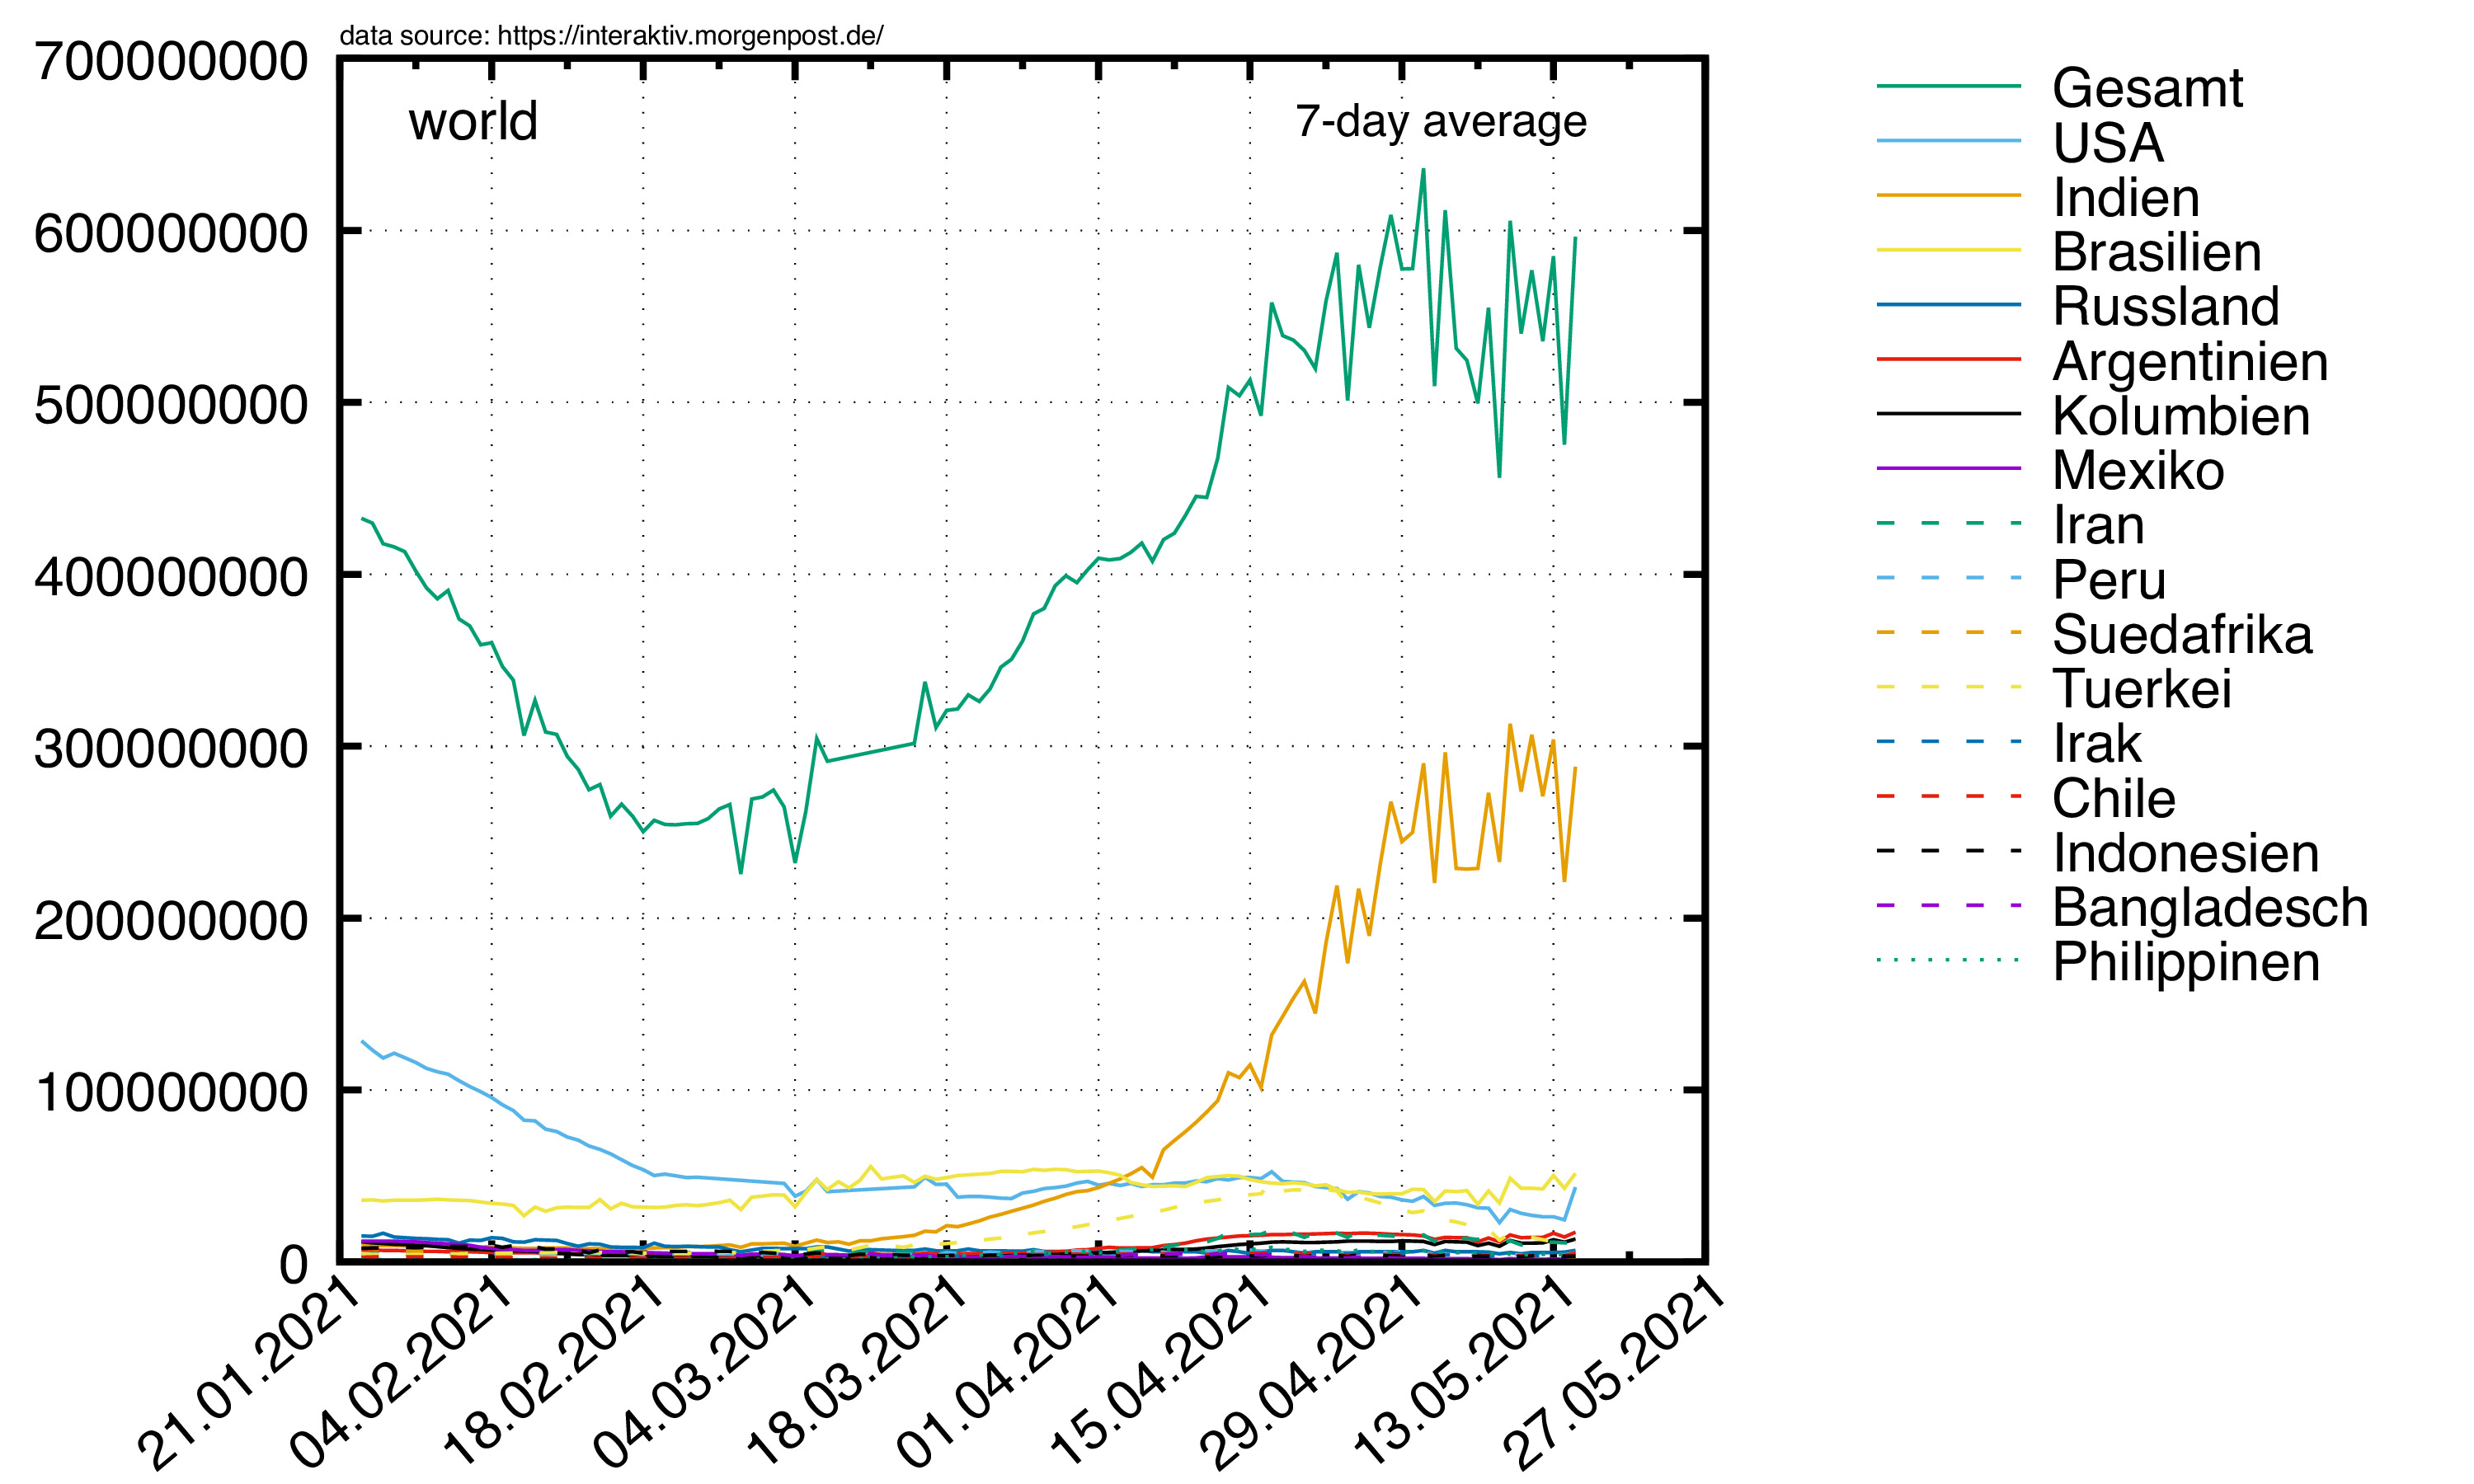 data source: https://interaktiv.morgenpost.de/
world
7-day average
700000000
600000000
500000000
400000000
300000000
200000000
100000000
0
21.01.2021
04.02.2021
18.02.2021
04.03.2021
18.03.2021
01.04.2021
15.04.2021
29.04.2021
13.05.2021
27.05.2021
Gesamt
USA
Indien
Brasilien
Russland
Argentinien
Kolumbien
Mexiko
Iran
Peru
Suedafrika
Tuerkei
Irak
Chile
Indonesien
Bangladesch
Philippinen